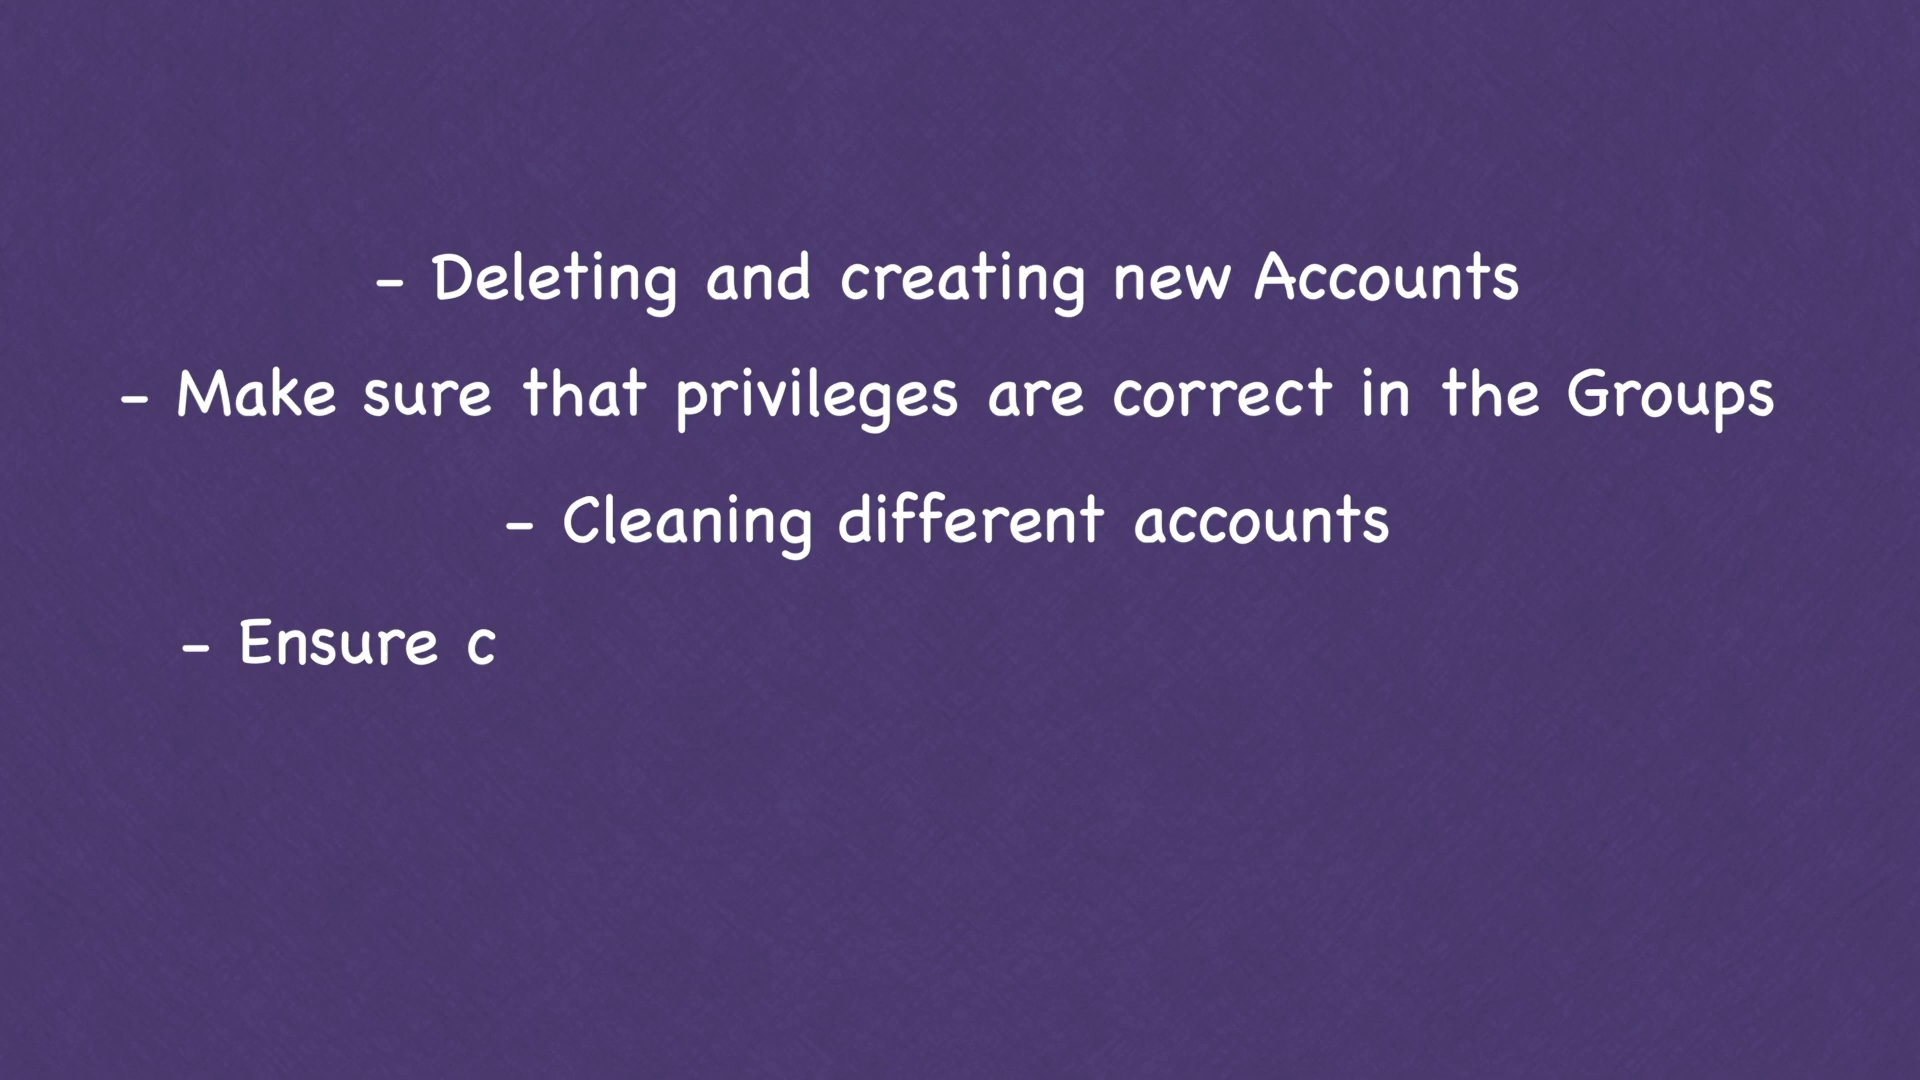 - Deleting and creating new Accounts
- Make sure that privileges are correct in the Groups
- Cleaning different accounts
- Ensure c